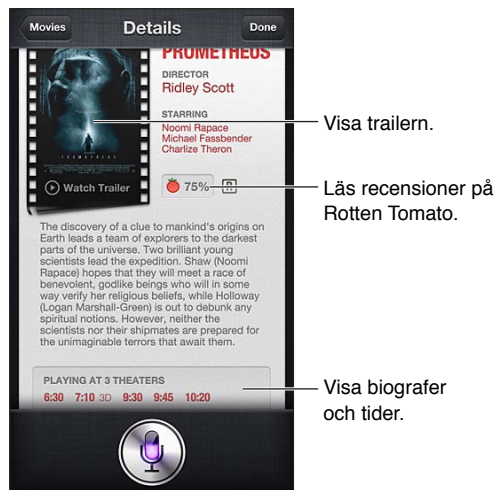 Movies
Details
Done
PROMETHEUS
DIRECTOR
Ridley Scott
STARRING
Noomi Rapace
Michael Fassbender
Charlize Theron
PROMETHEUS
Watch Trailer
75%
R
The discovery of a clue to mankind's origins on
Earth leads a team of explorers to the darkest
parts of the universe. Two brilliant young
scientists lead the expedition. Shaw (Noomi
Rapace) hopes that they will meet a race of
benevolent, godlike beings who will in some
way verify her religious beliefs, while Holloway
(Logan Marshall-Green) is out to debunk any
spiritual notions. However, neither the
scientists nor their shipmates are prepared for
the unimaginable terrors that await them.
PLAYING AT 3 THEATERS
6:30 7:10 3D 9:30 9:45 10:20
Visa trailern.
Läs recensioner på
Rotten Tomato.
Visa biografer
och tider.